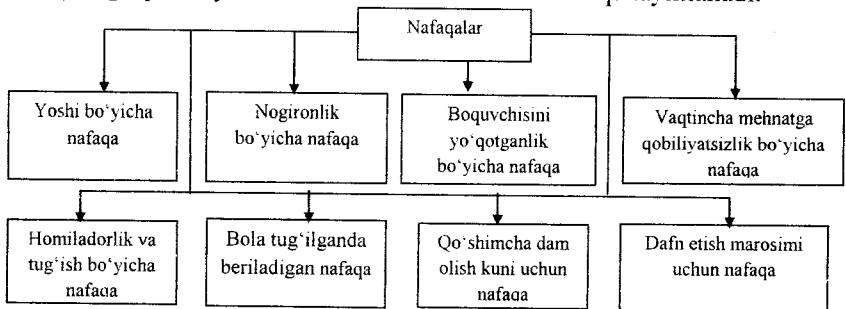 Nafaqalar
Yoshi bo‘yicha
nafaqa
Nogironlik
bo‘yicha nafaqa
Boquvchisini
yo‘qotganlik
bo‘yicha nafaqa
Vaqtincha mehnatga
qobiliyatsizlik bo‘yicha
nafaqa
Homiladorlik va
tug‘ish bo‘yicha
nafaqa
Bola tug‘ilganda
beriladigan nafaqa
Qo‘shimcha dam
olish kuni uchun
nafaqa
Dafn etish marosimi
uchun nafaqa